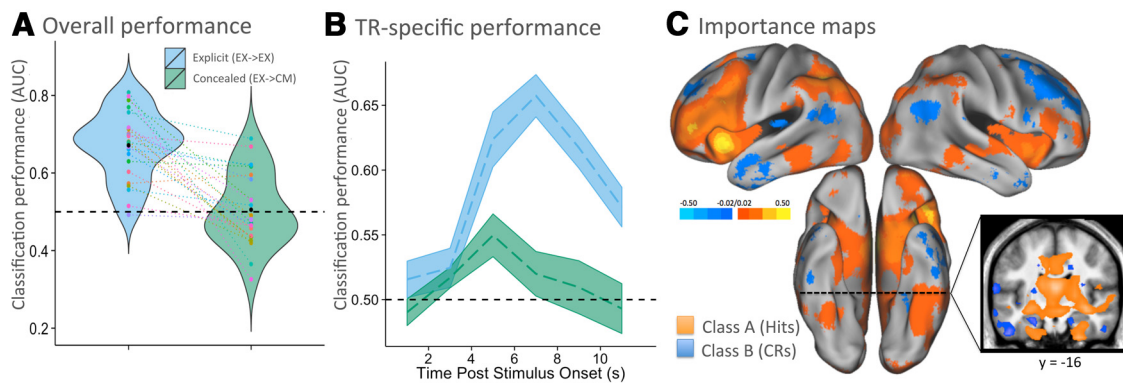 A Overall performance
Explicit (EX->EX)
Concealed (EX->CM)
Classification performance (AUC)
0.8
0.6
0.4
0.2
B TR-specific performance
Classification performance (AUC)
0.65
0.60
0.55
0.50
2 4 6 8 10
Time Post Stimulus Onset (s)
C Importance maps
-0.50 -0.02/0.02 0.50
Class A (Hits)
Class B (CRs)
y = -16